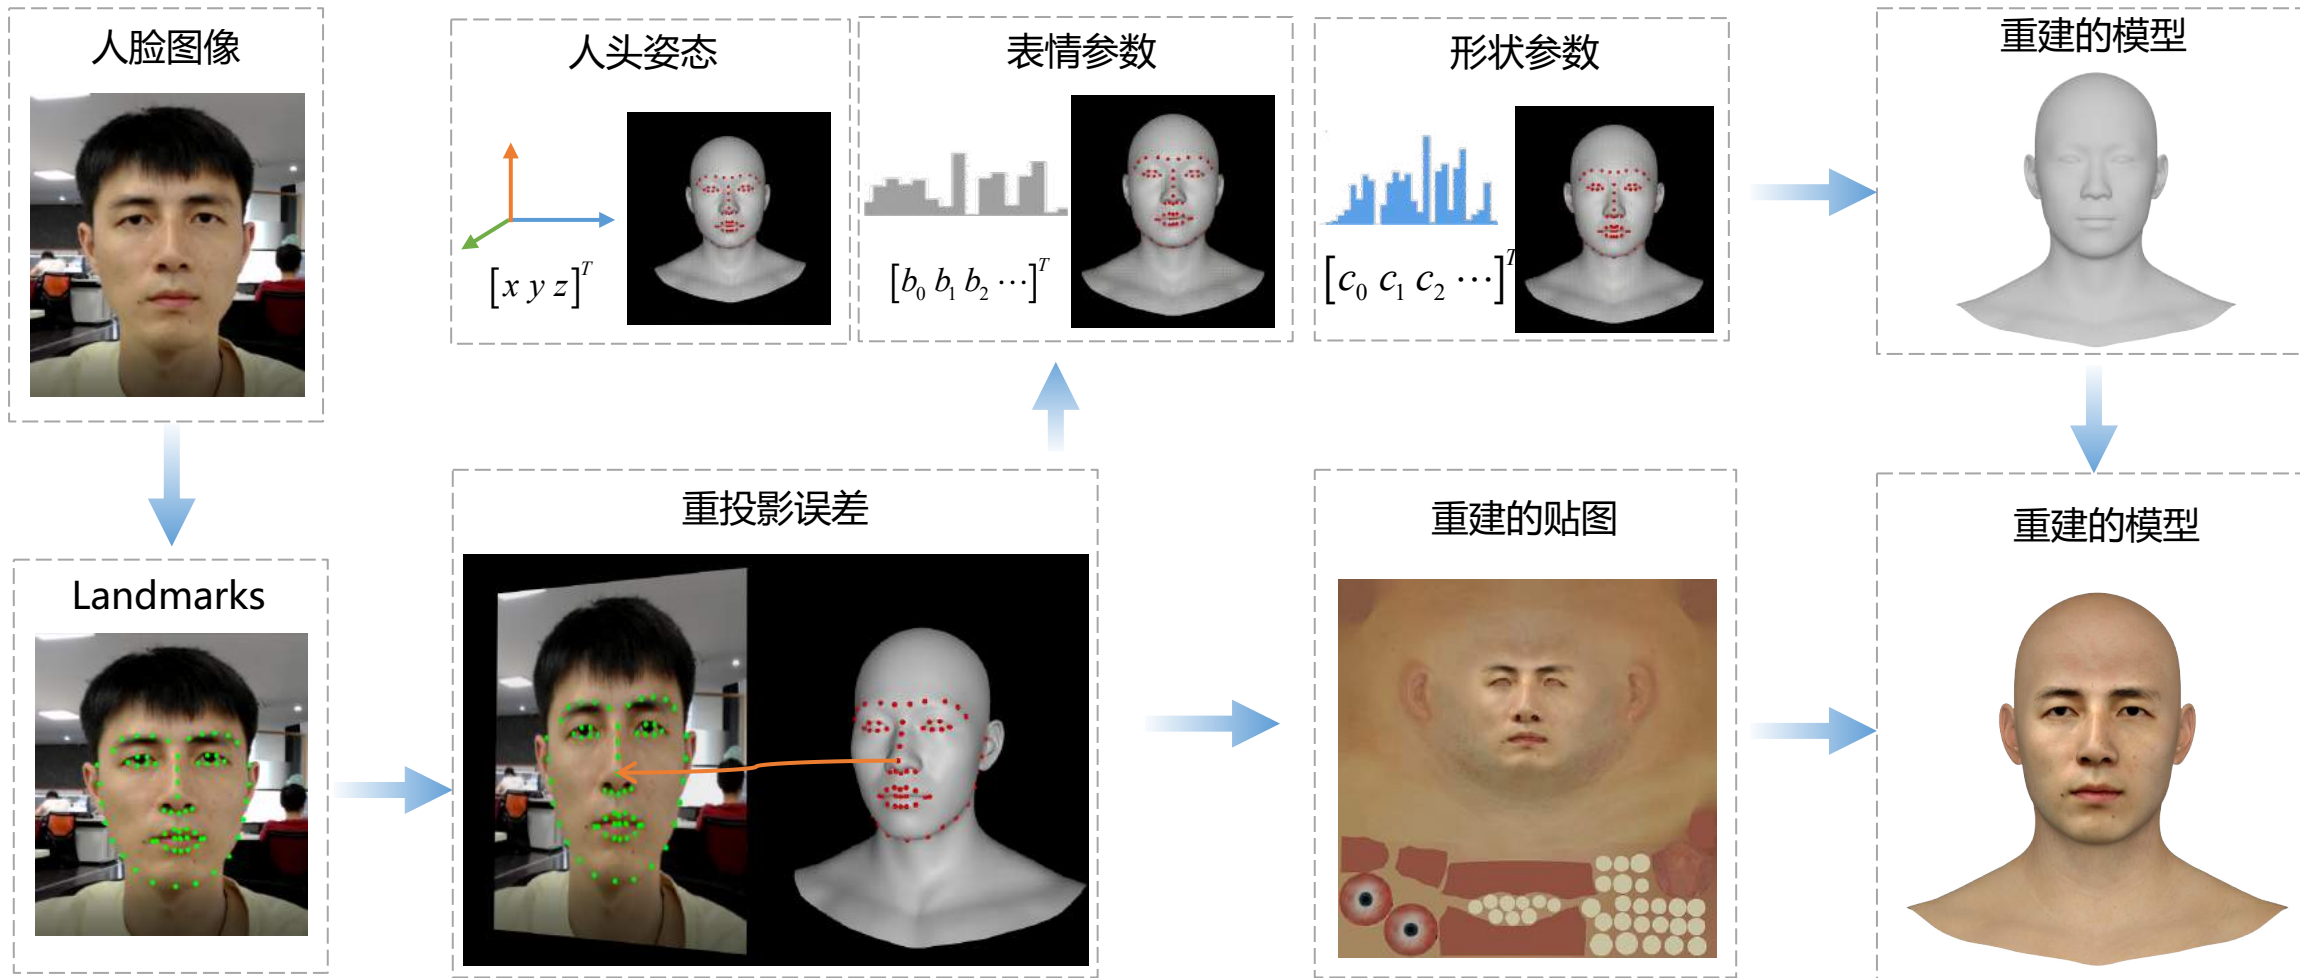 人脸图像
人头姿态
[x y z]^T
表情参数
[b_0 b_1 b_2 ⋯]^T
形状参数
[c_0 c_1 c_2 ⋯]^T
重建的模型
Landmarks
重投影误差
重建的贴图
重建的模型